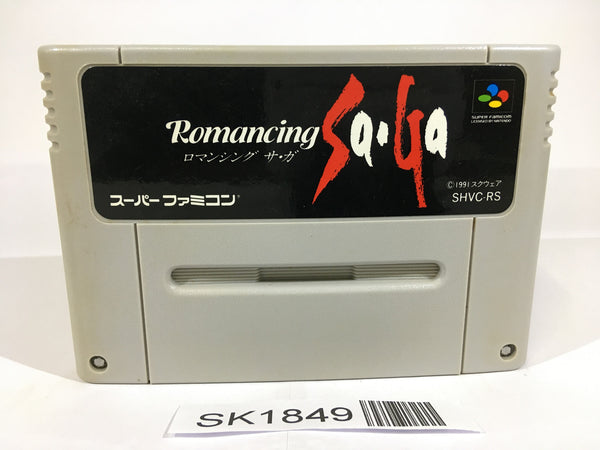 Romancing Sa·Ga
ロマンシング サ・ガ
スーパーファミコン
SUPER FAMICOM
LICENSED BY NINTENDO
©1991 スクウェア
SHVC-RS
SK1849